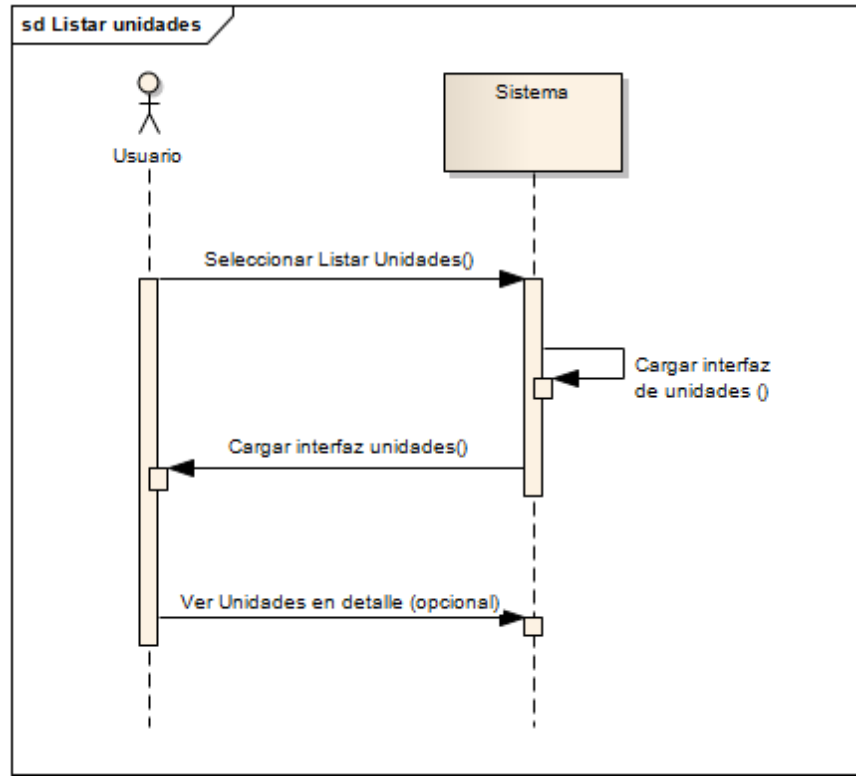 sd Listar unidades
Sistema
Usuario
Seleccionar Listar Unidades()
Cargar interfaz
de unidades ()
Cargar interfaz unidades()
Ver Unidades en detalle (opcional)